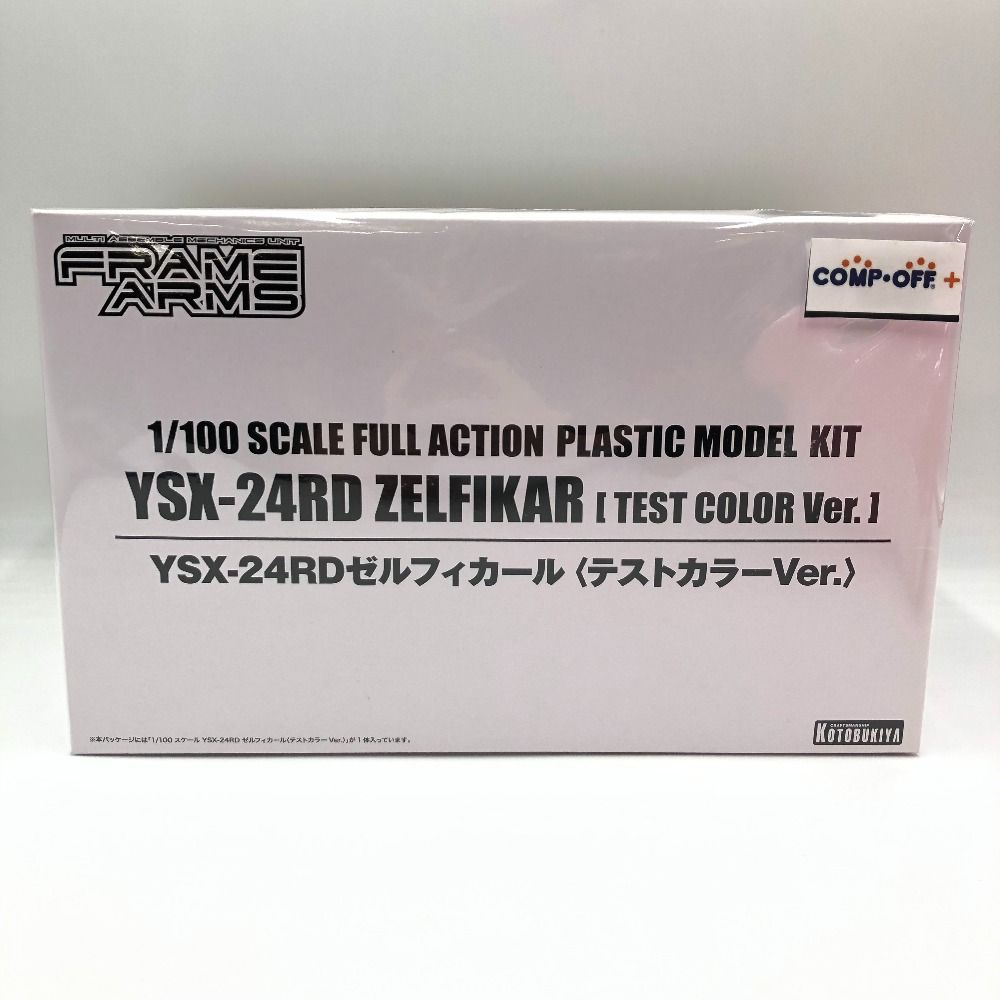 MULTI ASSEMBLE MECHANICS UNIT
FRAME
ARMS
COMP・OFF +
1/100 SCALE FULL ACTION PLASTIC MODEL KIT
YSX-24RD ZELFIKAR [ TEST COLOR Ver. ]
YSX-24RDゼルフィカール〈テストカラーVer.〉
※本パッケージには「1/100 スケール YSX-24RD ゼルフィカール〈テストカラー Ver.〉」が1体入っています。
CRAFTSMANSHIP
KOTOBUKIYA